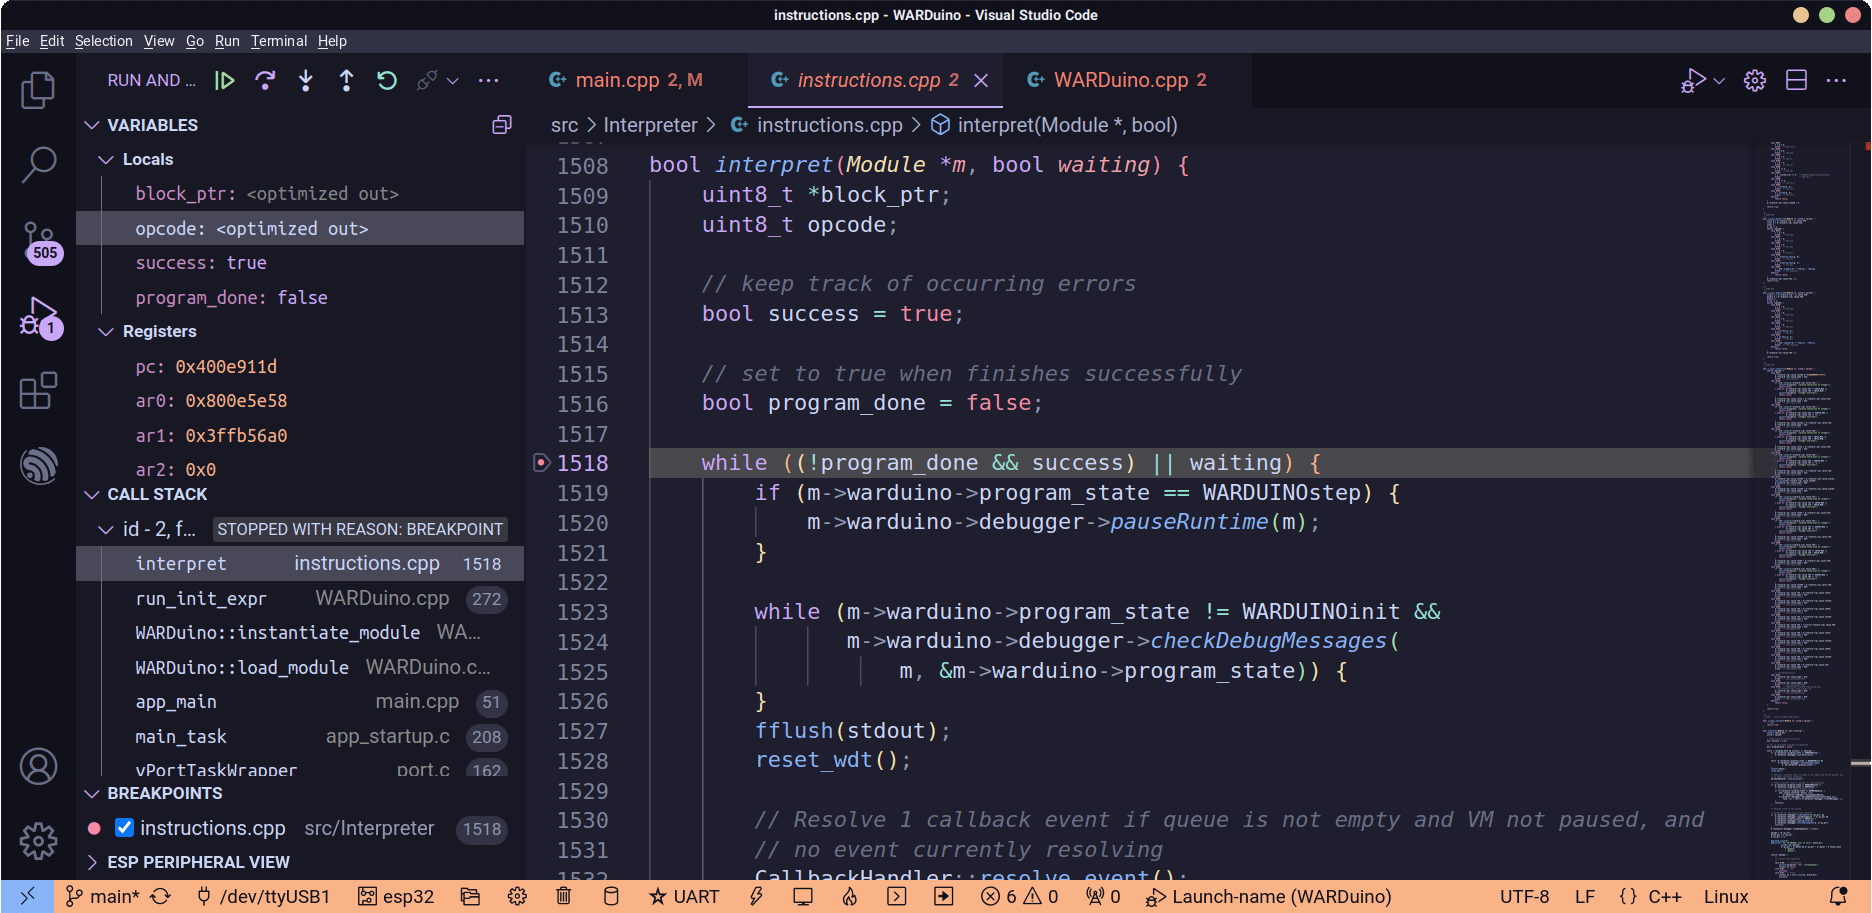 instructions.cpp - WARDuino - Visual Studio Code
File Edit Selection View Go Run Terminal Help
RUN AND ...
main.cpp 2, M
instructions.cpp 2
WARDuino.cpp 2
src > Interpreter > instructions.cpp > interpret(Module *, bool)
VARIABLES
Locals
block_ptr: <optimized out>
opcode: <optimized out>
success: true
program_done: false
Registers
pc: 0x400e911d
ar0: 0x800e5e58
ar1: 0x3ffb56a0
ar2: 0x0
CALL STACK
id - 2, f... STOPPED WITH REASON: BREAKPOINT
interpret instructions.cpp 1518
run_init_expr WARDuino.cpp 272
WARDuino::instantiate_module WA...
WARDuino::load_module WARDuino.c...
app_main main.cpp 51
main_task app_startup.c 208
vPortTaskWrapper port.c 162
BREAKPOINTS
instructions.cpp src/Interpreter 1518
ESP PERIPHERAL VIEW
505
1
1508 bool interpret(Module *m, bool waiting) {
1509 uint8_t *block_ptr;
1510 uint8_t opcode;
1511
1512 // keep track of occurring errors
1513 bool success = true;
1514
1515 // set to true when finishes successfully
1516 bool program_done = false;
1517
1518 while ((!program_done && success) || waiting) {
1519 if (m->warduino->program_state == WARDUINOstep) {
1520 m->warduino->debugger->pauseRuntime(m);
1521 }
1522
1523 while (m->warduino->program_state != WARDUINOinit &&
1524 m->warduino->debugger->checkDebugMessages(
1525 m, &m->warduino->program_state)) {
1526 }
1527 fflush(stdout);
1528 reset_wdt();
1529
1530 // Resolve 1 callback event if queue is not empty and VM not paused, and
1531 // no event currently resolving
1532 CallbackHandler::resolve_event();
main* /dev/ttyUSB1 esp32 UART 6 0 0 Launch-name (WARDuino) UTF-8 LF {} C++ Linux